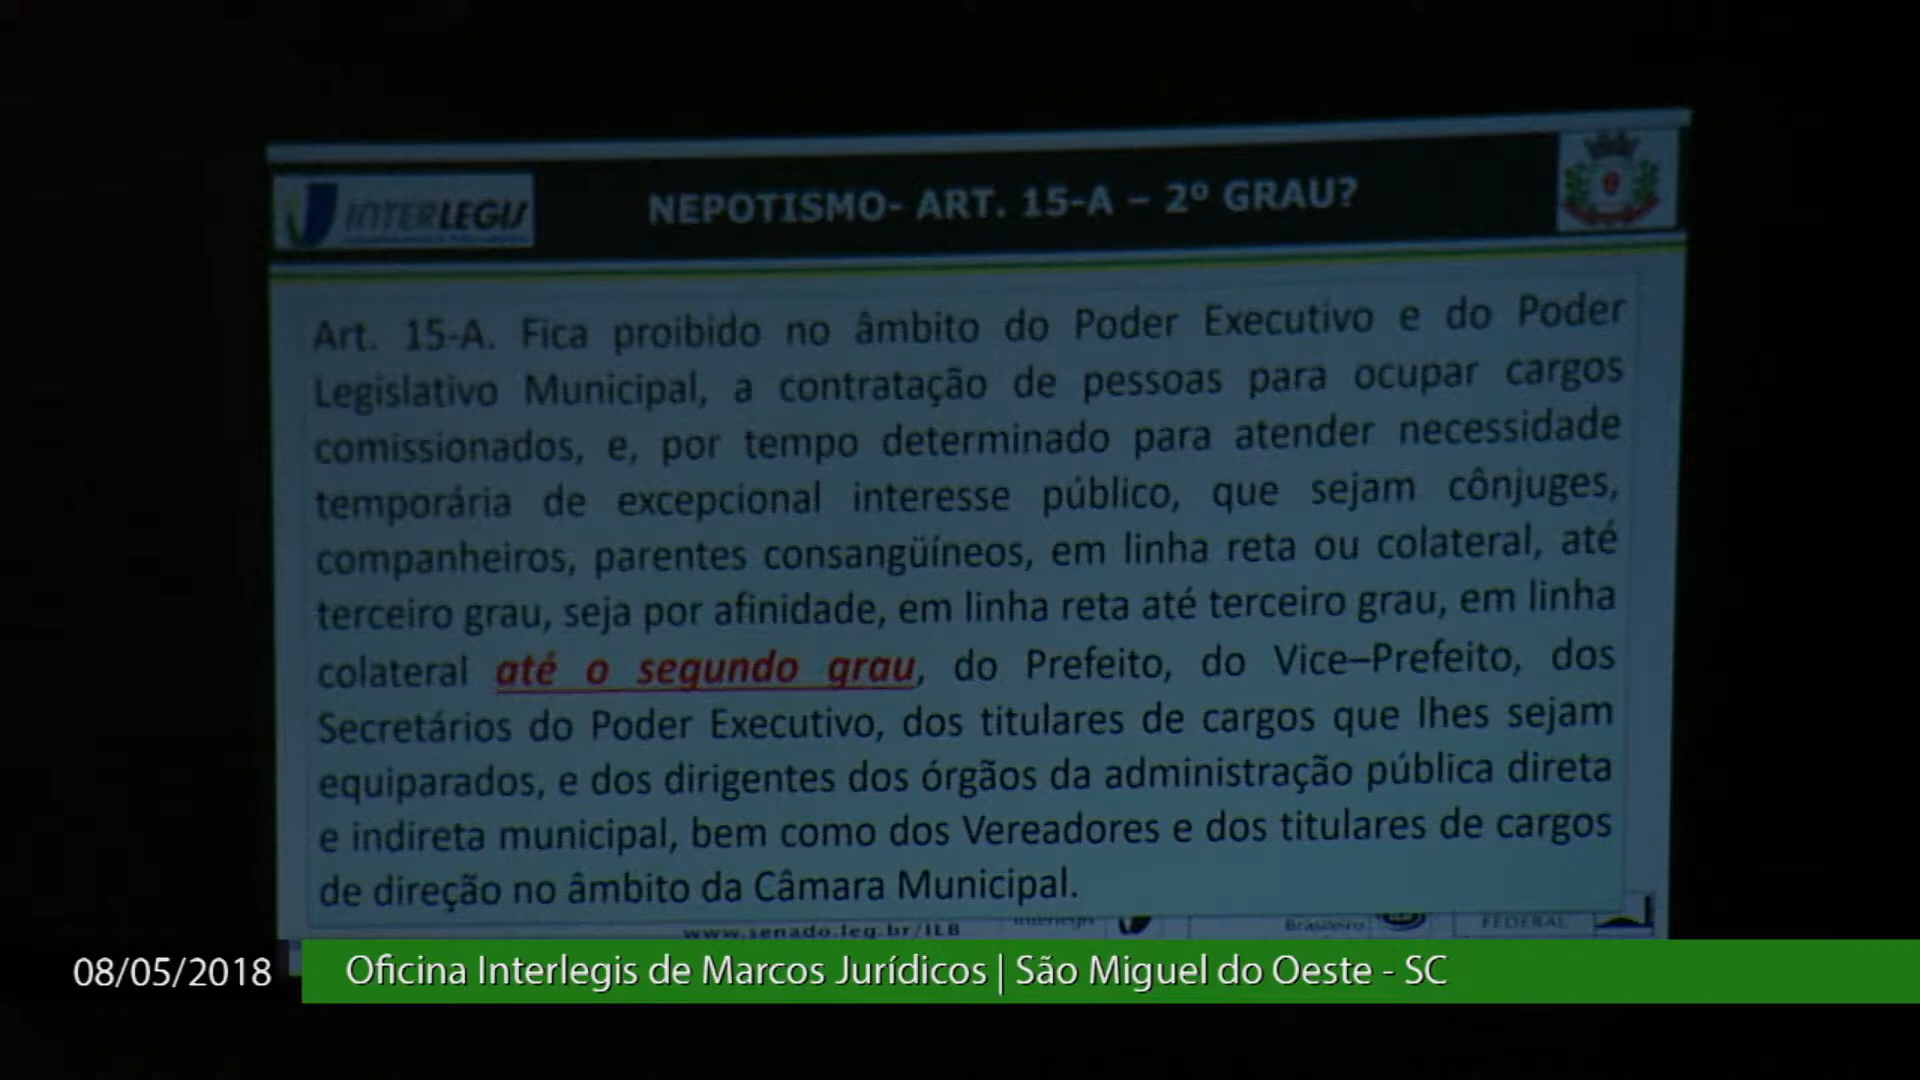 INTERLEGIS
NEPOTISMO- ART. 15-A – 2º GRAU?
Art. 15-A. Fica proibido no âmbito do Poder Executivo e do Poder
Legislativo Municipal, a contratação de pessoas para ocupar cargos
comissionados, e, por tempo determinado para atender necessidade
temporária de excepcional interesse público, que sejam cônjuges,
companheiros, parentes consangüíneos, em linha reta ou colateral, até
terceiro grau, seja por afinidade, em linha reta até terceiro grau, em linha
colateral até o segundo grau, do Prefeito, do Vice–Prefeito, dos
Secretários do Poder Executivo, dos titulares de cargos que lhes sejam
equiparados, e dos dirigentes dos órgãos da administração pública direta
e indireta municipal, bem como dos Vereadores e dos titulares de cargos
de direção no âmbito da Câmara Municipal.
www.senado.leg.br/ILB Interlegis Brasileiro FEDERAL
08/05/2018 Oficina Interlegis de Marcos Jurídicos | São Miguel do Oeste - SC